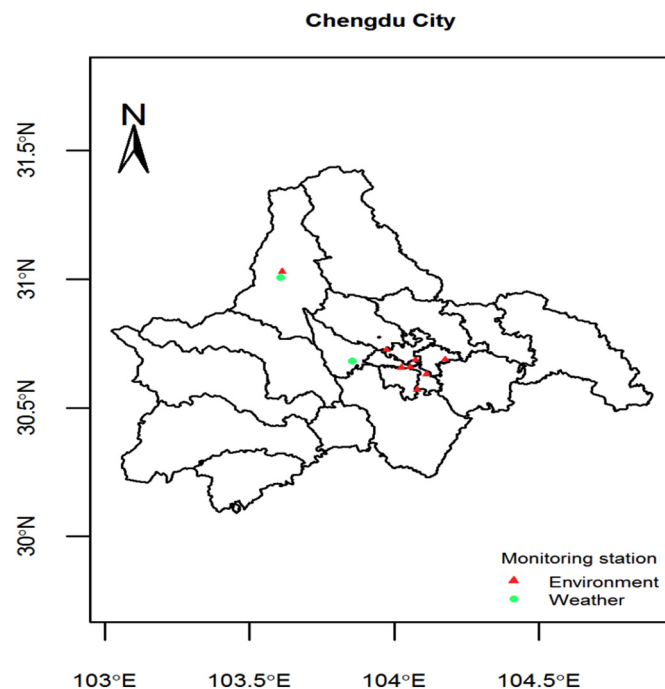 Chengdu City
N
31.5°N
31°N
30.5°N
30°N
Monitoring station
Environment
Weather
103°E 103.5°E 104°E 104.5°E